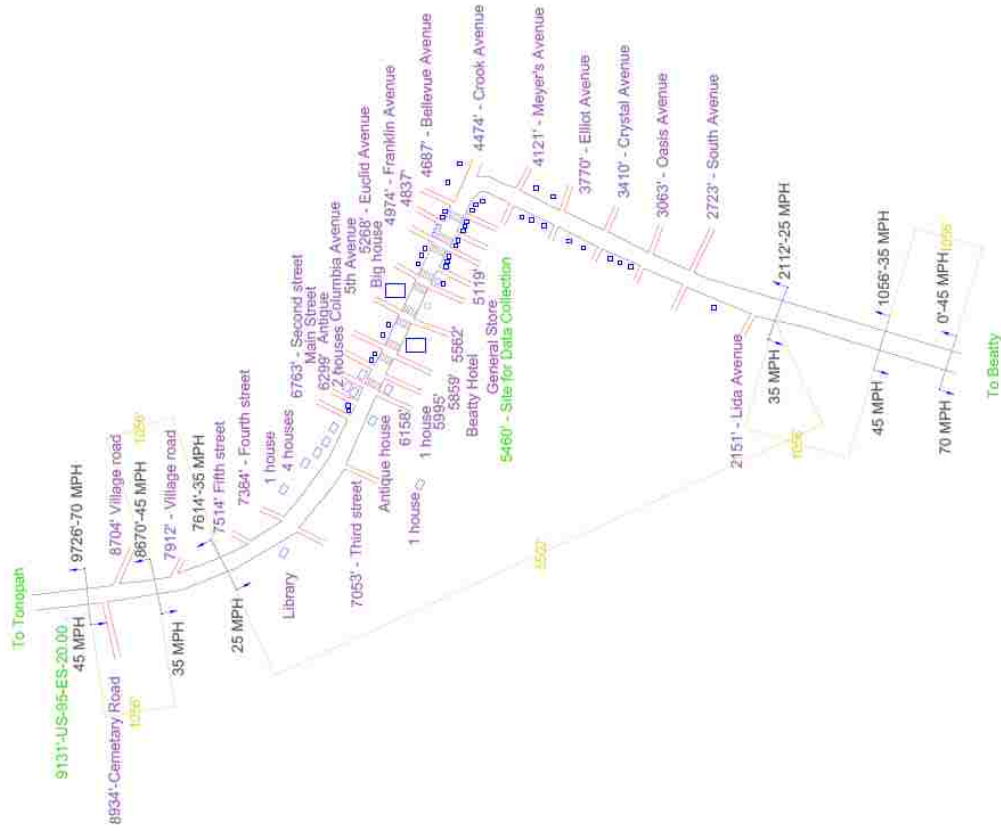 To Tonopah
9131'-US-95-ES-20.00
45 MPH
9726'-70 MPH
8934'-Cemetary Road
8704' Village road
1056'
8670'-45 MPH
1056'
35 MPH
7912' - Village road
7614'-35 MPH
7514' Fifth street
25 MPH
7384' - Fourth street
Library
1 house
4 houses
7053' - Third street
6763' - Second street
Main Street
6299' Antique
2 houses Columbia Avenue
5th Avenue
Big house
5268' - Euclid Avenue
4974' - Franklin Avenue
4837'
4687' - Bellevue Avenue
4474' - Crook Avenue
4121' - Meyer's Avenue
3770' - Elliot Avenue
3410' - Crystal Avenue
3063' - Oasis Avenue
2723' - South Avenue
Antique house
1 house
6158'
1 house
5995'
5859'
Beatty Hotel
5562'
General Store
5119'
5460' - Site for Data Collection
2151' - Lida Avenue
2112'-25 MPH
35 MPH
1056'
1056'-35 MPH
45 MPH
1056'
0'-45 MPH
70 MPH
To Beatty